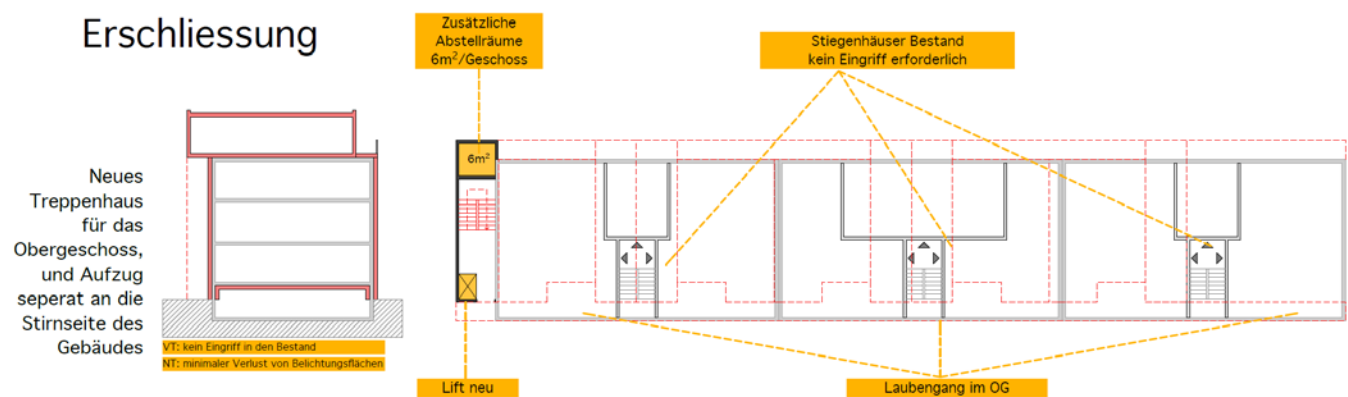 Erschliessung
Zusätzliche
Abstellräume
6m²/Geschoss
Stiegenhäuser Bestand
kein Eingriff erforderlich
6m²
Neues
Treppenhaus
für das
Obergeschoss,
und Aufzug
seperat an die
Stirnseite des
Gebäudes
VT: kein Eingriff in den Bestand
NT: minimaler Verlust von Belichtungsflächen
Lift neu
Laubengang im OG